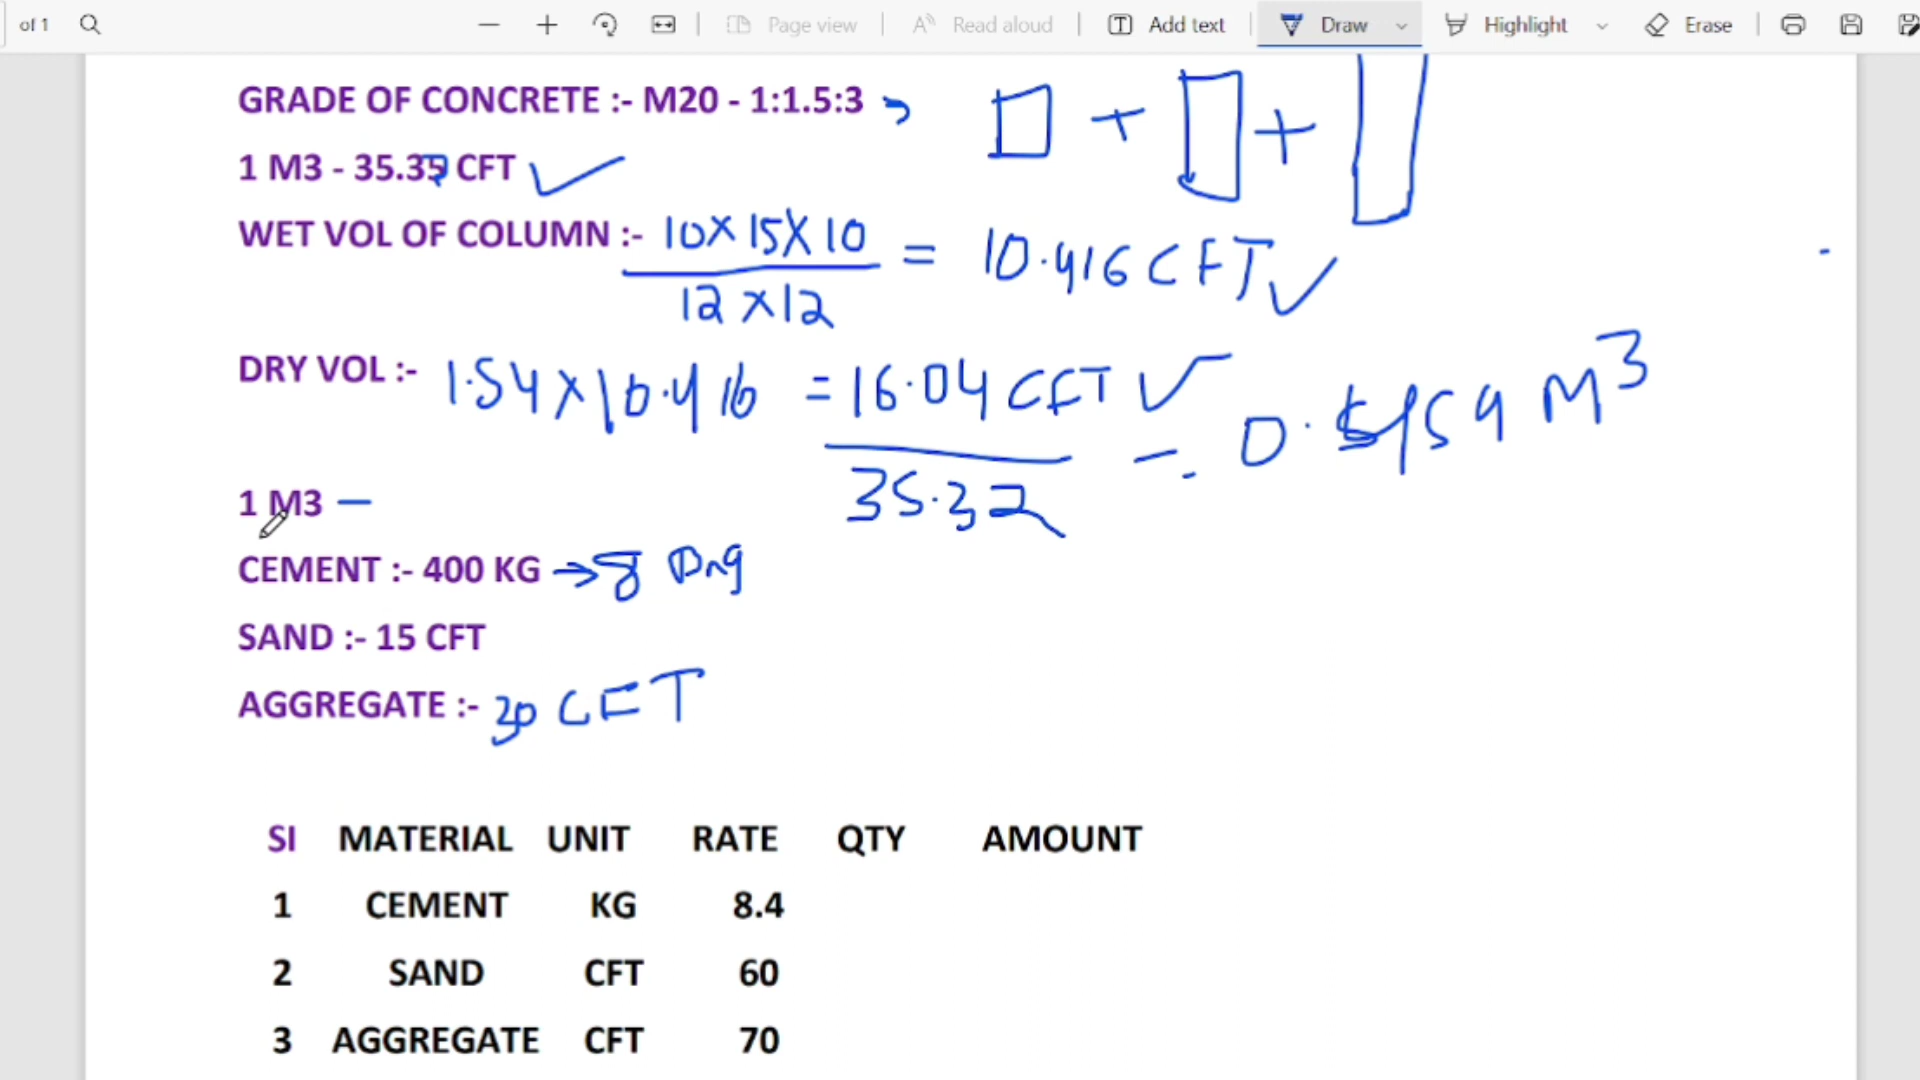 of 1 Page view Read aloud Add text Draw Highlight Erase
GRADE OF CONCRETE :- M20 - 1:1.5:3
+ +
1 M3 - 35.32 CFT
WET VOL OF COLUMN :- 10X15X10 / 12X12 = 10.416 CFT
DRY VOL :- 1.54X10.416 = 16.04 CFT / 35.32 = 0.454 M3
1 M3 –
CEMENT :- 400 KG → 8
SAND :- 15 CFT
AGGREGATE :- 30 CFT
SI MATERIAL UNIT RATE QTY AMOUNT
1 CEMENT KG 8.4
2 SAND CFT 60
3 AGGREGATE CFT 70